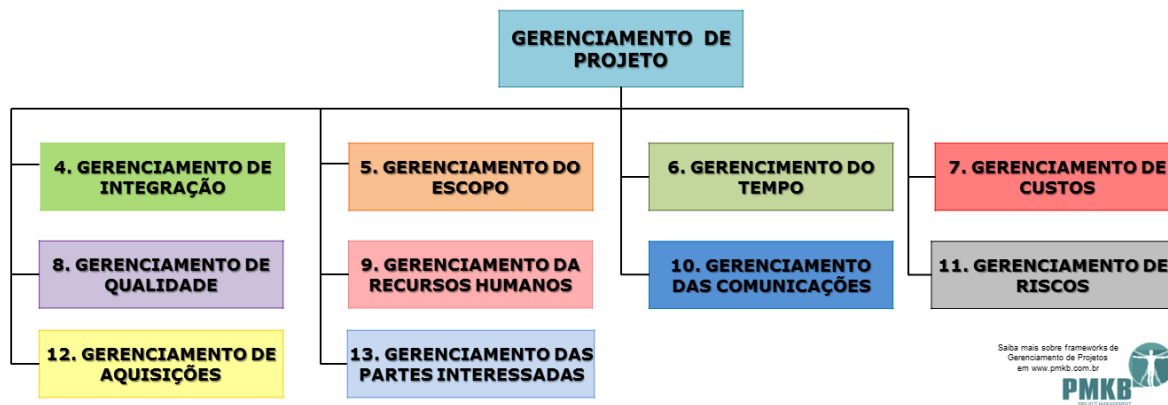 GERENCIAMENTO DE
PROJETO
4. GERENCIAMENTO DE
INTEGRAÇÃO
5. GERENCIAMENTO DO
ESCOPO
6. GERENCIMENTO DO
TEMPO
7. GERENCIAMENTO DE
CUSTOS
8. GERENCIAMENTO DE
QUALIDADE
9. GERENCIAMENTO DA
RECURSOS HUMANOS
10. GERENCIAMENTO
DAS COMUNICAÇÕES
11. GERENCIAMENTO DE
RISCOS
12. GERENCIAMENTO DE
AQUISIÇÕES
13. GERENCIAMENTO DAS
PARTES INTERESSADAS
Saiba mais sobre frameworks de
Gerenciamento de Projetos
em www.pmkb.com.br
PMKB
PROJECT MANAGEMENT